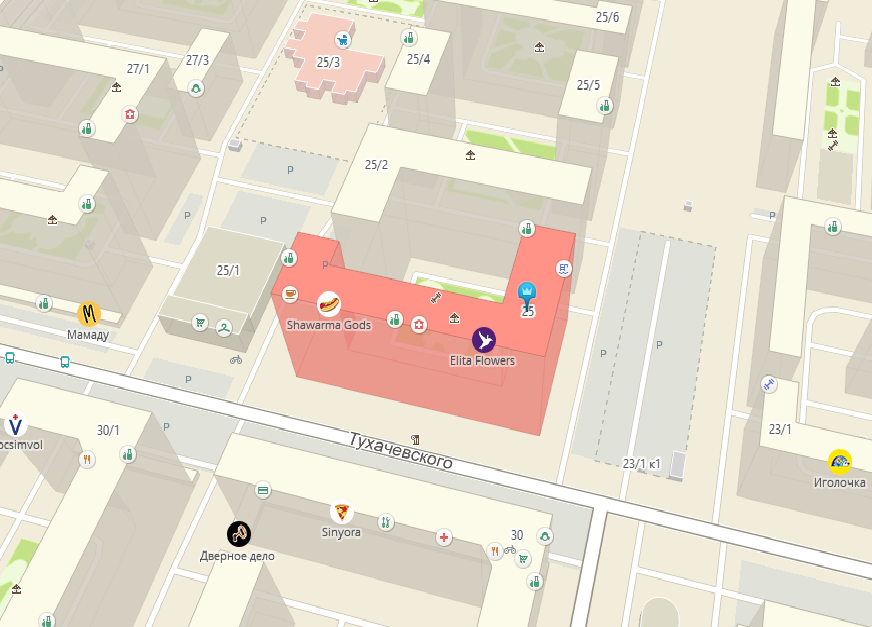 25/6
27/3
25/3
25/4
27/1
25/5
25/2
P
P
P
P
P
25/1
25
Shawarma Gods
Мамаду
Elita Flowers
P
P
P
30/1
P
23/1
ocsimvol
Тухачевского
23/1 к1
Иголочка
Sinyora
30
Дверное дело